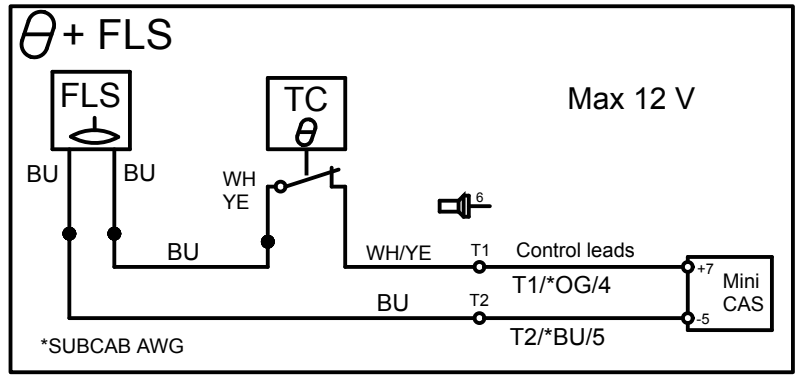 θ + FLS
FLS
TC
θ
Max 12 V
BU
BU
WH
YE
6
BU
WH/YE
T1
Control leads
+7
T1/*OG/4
Mini
CAS
BU
T2
-5
T2/*BU/5
*SUBCAB AWG